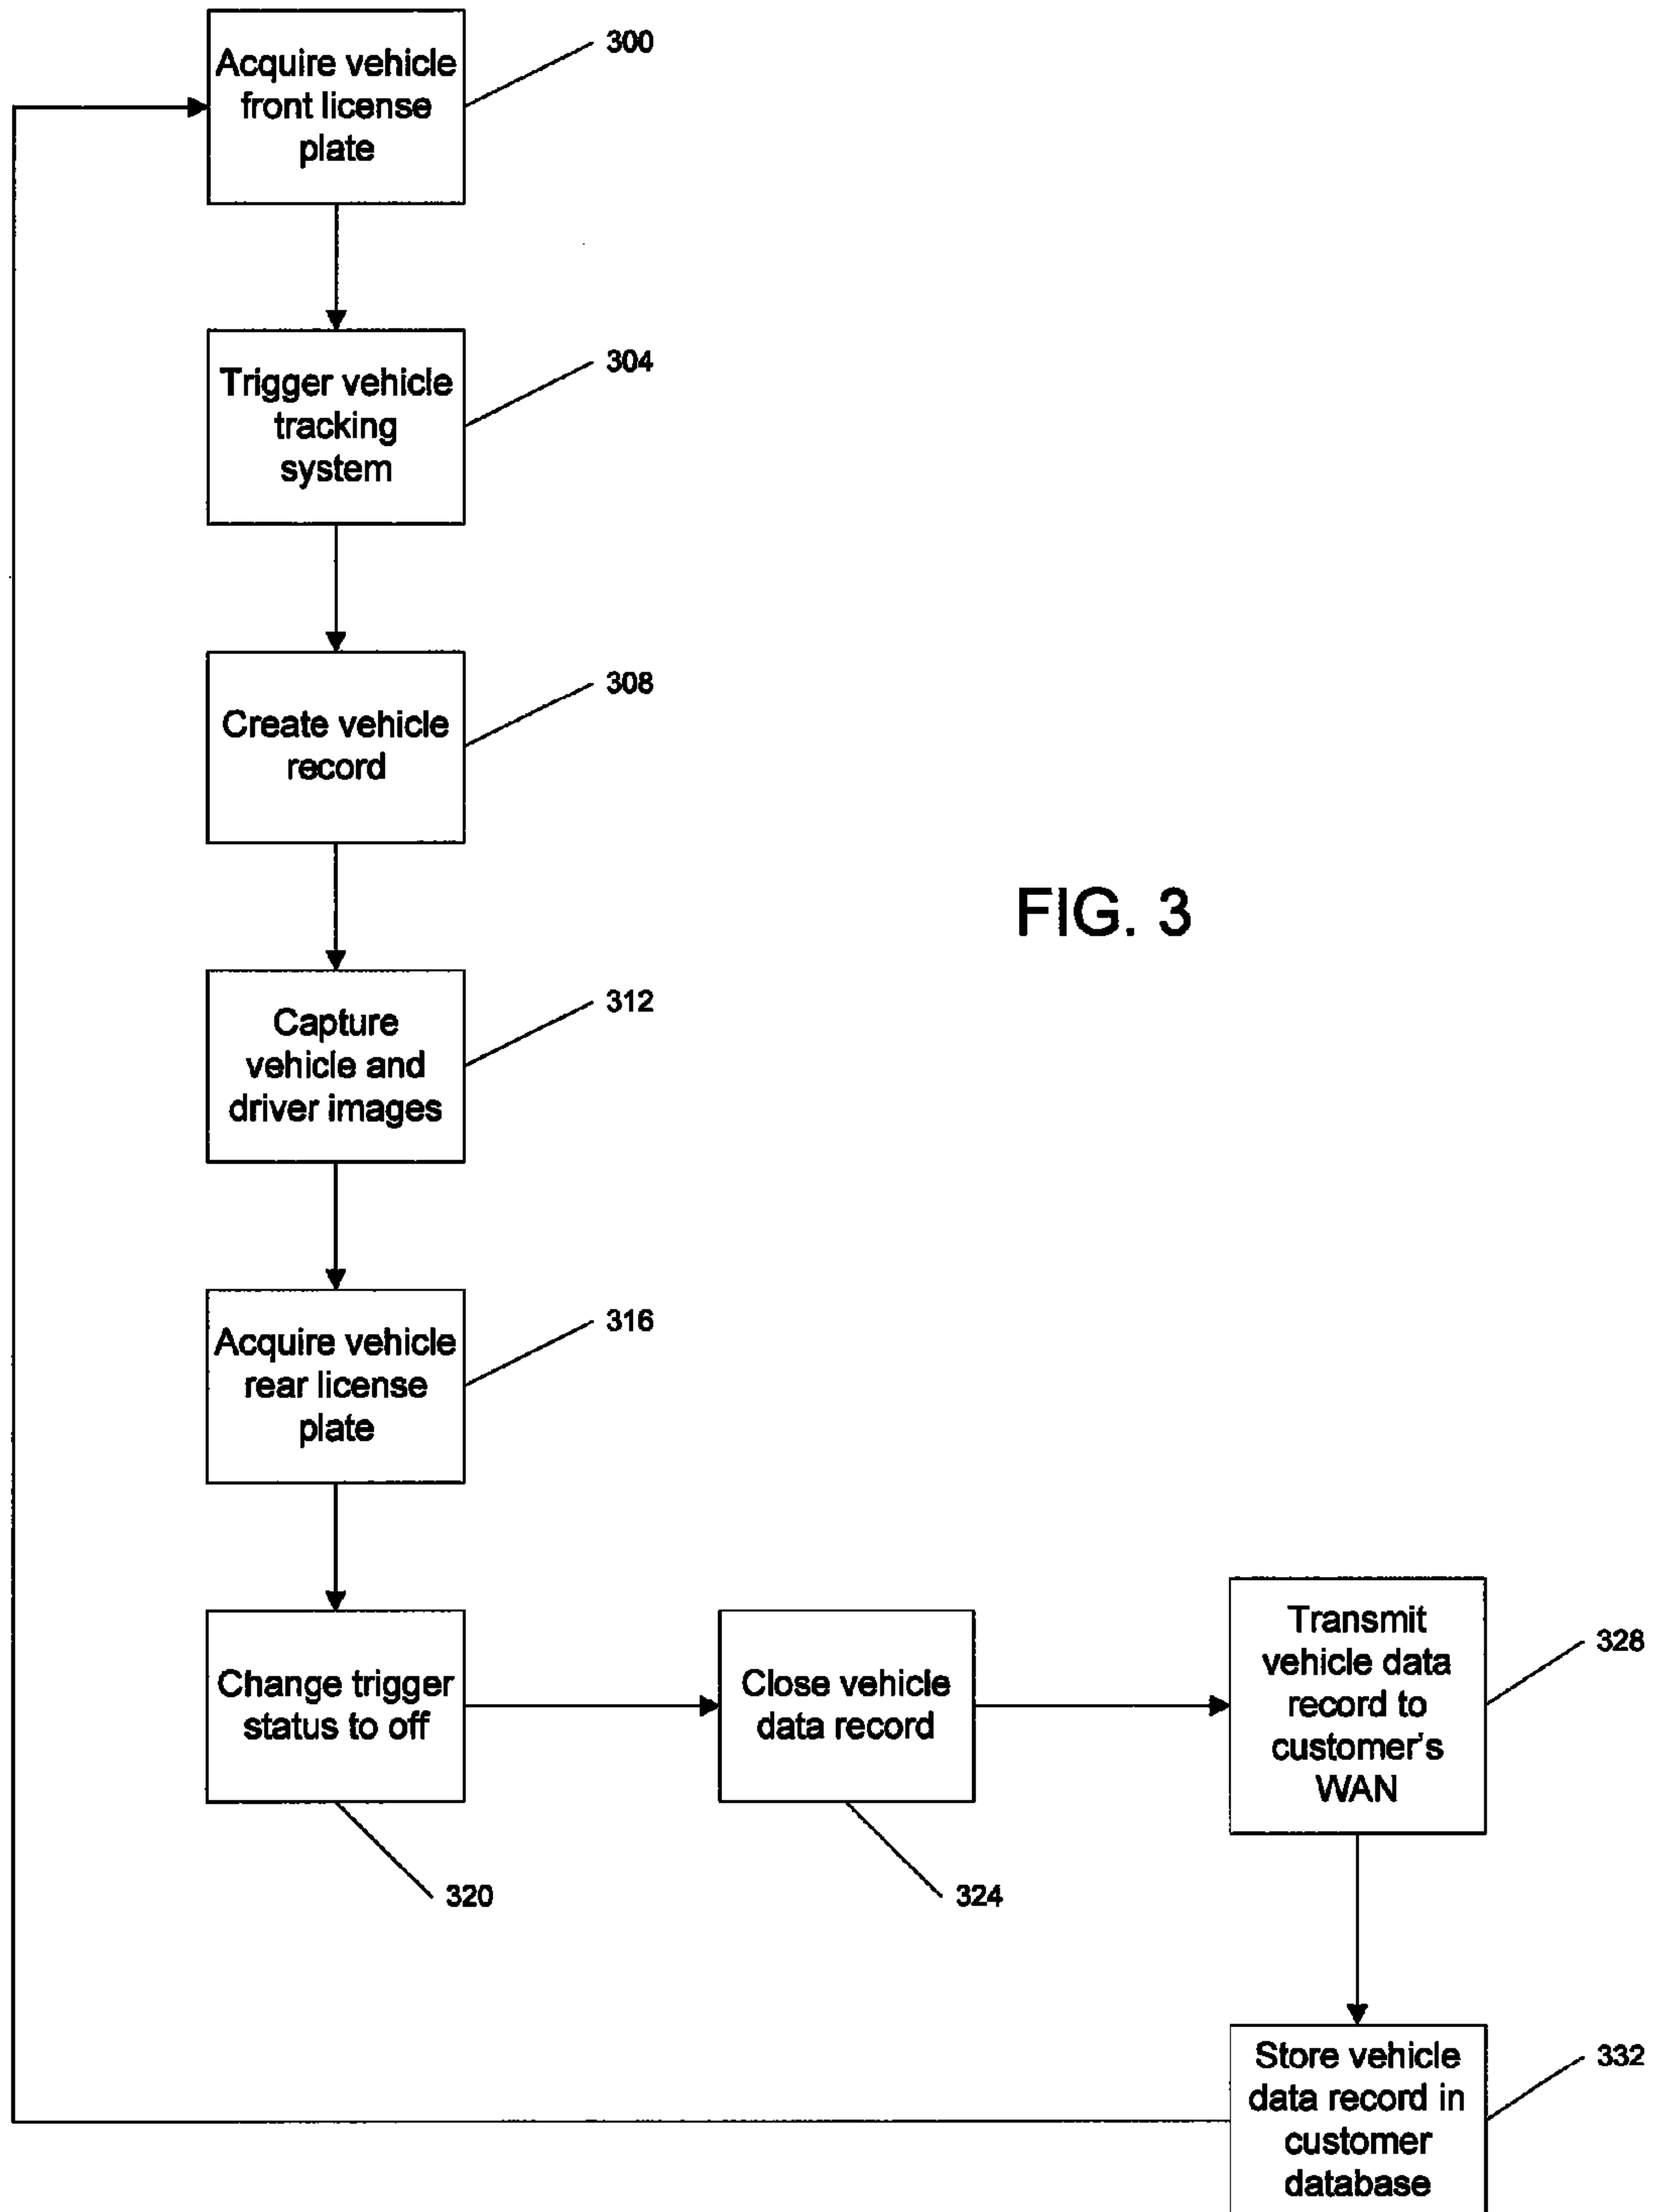 Acquire vehicle
front license
plate
300
Trigger vehicle
tracking
system
304
Create vehicle
record
308
FIG. 3
Capture
vehicle and
driver images
312
Acquire vehicle
rear license
plate
316
Change trigger
status to off
320
Close vehicle
data record
324
Transmit
vehicle data
record to
customer's
WAN
328
Store vehicle
data record in
customer
database
332